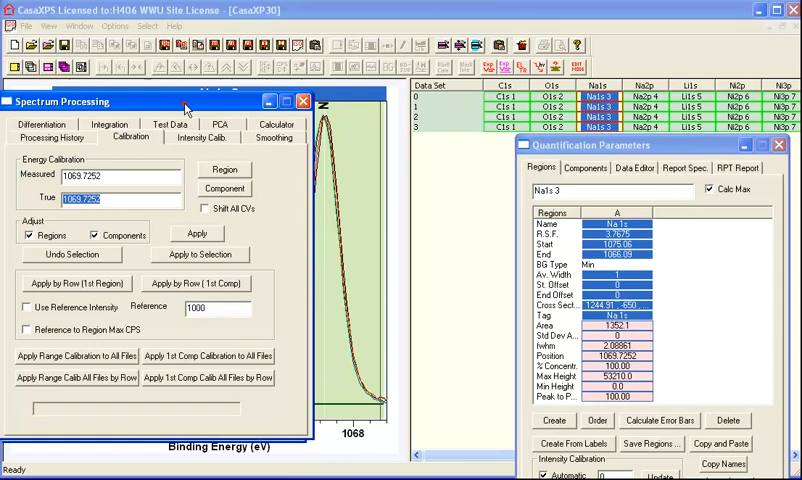 CasaXPS Licensed to:H406 WWU Site License - [CasaXP30]
File View Window Options Select Test Help
Data Set C1s O1s Na1s Na2p Li1s Ni2p Ni3p
0 C1s 1 O1s 2 Na1s 3 Na2p 4 Li1s 5 Ni2p 6 Ni3p 7
1 C1s 1 O1s 2 Na1s 3 Na2p 4 Li1s 5 Ni2p 6 Ni3p 7
2 C1s 1 O1s 2 Na1s 3 Na2p 4 Li1s 5 Ni2p 6 Ni3p 7
3 C1s 1 O1s 2 Na1s 3 Na2p 4 Li1s 5 Ni2p 6 Ni3p 7
Spectrum Processing
Differentiation Integration Test Data PCA Calculator
Processing History Calibration Intensity Calib. Smoothing
Energy Calibration
Measured 1069.7252
True 1069.7252
Region
Component
Shift All CVs
Adjust
Regions Components
Apply
Undo Selection Apply to Selection
Apply by Row (1st Region) Apply by Row ( 1st Comp)
Use Reference Intensity Reference 1000
Reference to Region Max CPS
Apply Range Calibration to All Files Apply 1st Comp Calibration to All Files
Apply Range Calib All Files by Row Apply 1st Comp Calib All Files by Row
N
1068
Binding Energy (eV)
Quantification Parameters
Regions Components Data Editor Report Spec. RPT Report
Na1s 3 Calc Max
Regions A
Name Na 1s
R.S.F. 3.7675
Start 1075.06
End 1066.09
BG Type Min
Av. Width 1
St. Offset 0
End Offset 0
Cross Sect... 1244.91 , -650 , ...
Tag Na 1s
Area 1352.1
Std Dev A... 0
fwhm 2.08861
Position 1069.7252
% Concentr. 100.00
Max Height 53210.0
Min Height 0.0
Peak to P... 100.00
Create Order Calculate Error Bars Delete
Create From Labels Save Regions ... Copy and Paste
Copy Names
Intensity Calibration
Automatic 0 Update
Ready